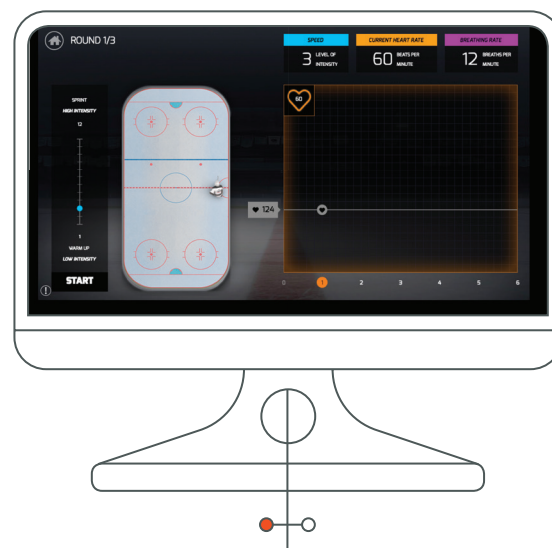 ROUND 1/3
SPEED
3 LEVEL OF INTENSITY
CURRENT HEART RATE
60 BEATS PER MINUTE
BREATHING RATE
12 BREATHS PER MINUTE
SPRINT
HIGH INTENSITY
12
1
WARM UP
LOW INTENSITY
START
!
60
124
0 1 2 3 4 5 6